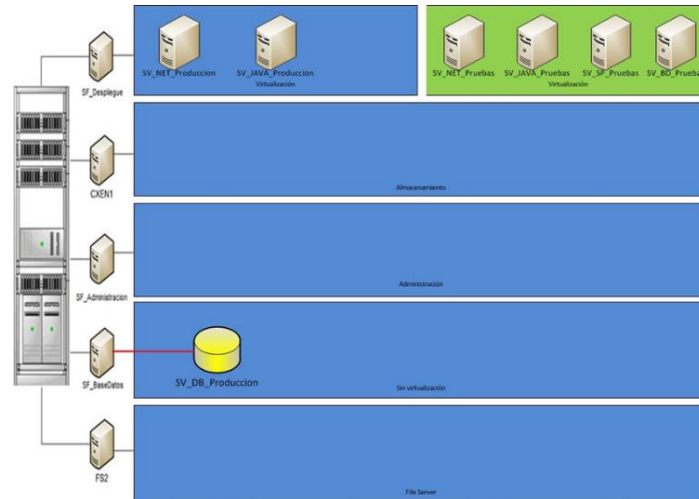 SV_NET_Produccion
SV_JAVA_Produccion
Virtualización
SV_NET_Pruebas
SV_JAVA_Pruebas
SV_SP_Pruebas
SV_BD_Prueba
Virtualización
SF_Despliegue
CXEN1
Almacenamiento
SF_Administracion
Administración
SF_BaseDatos
SV_DB_Produccion
Sin virtualización
FS2
File Server